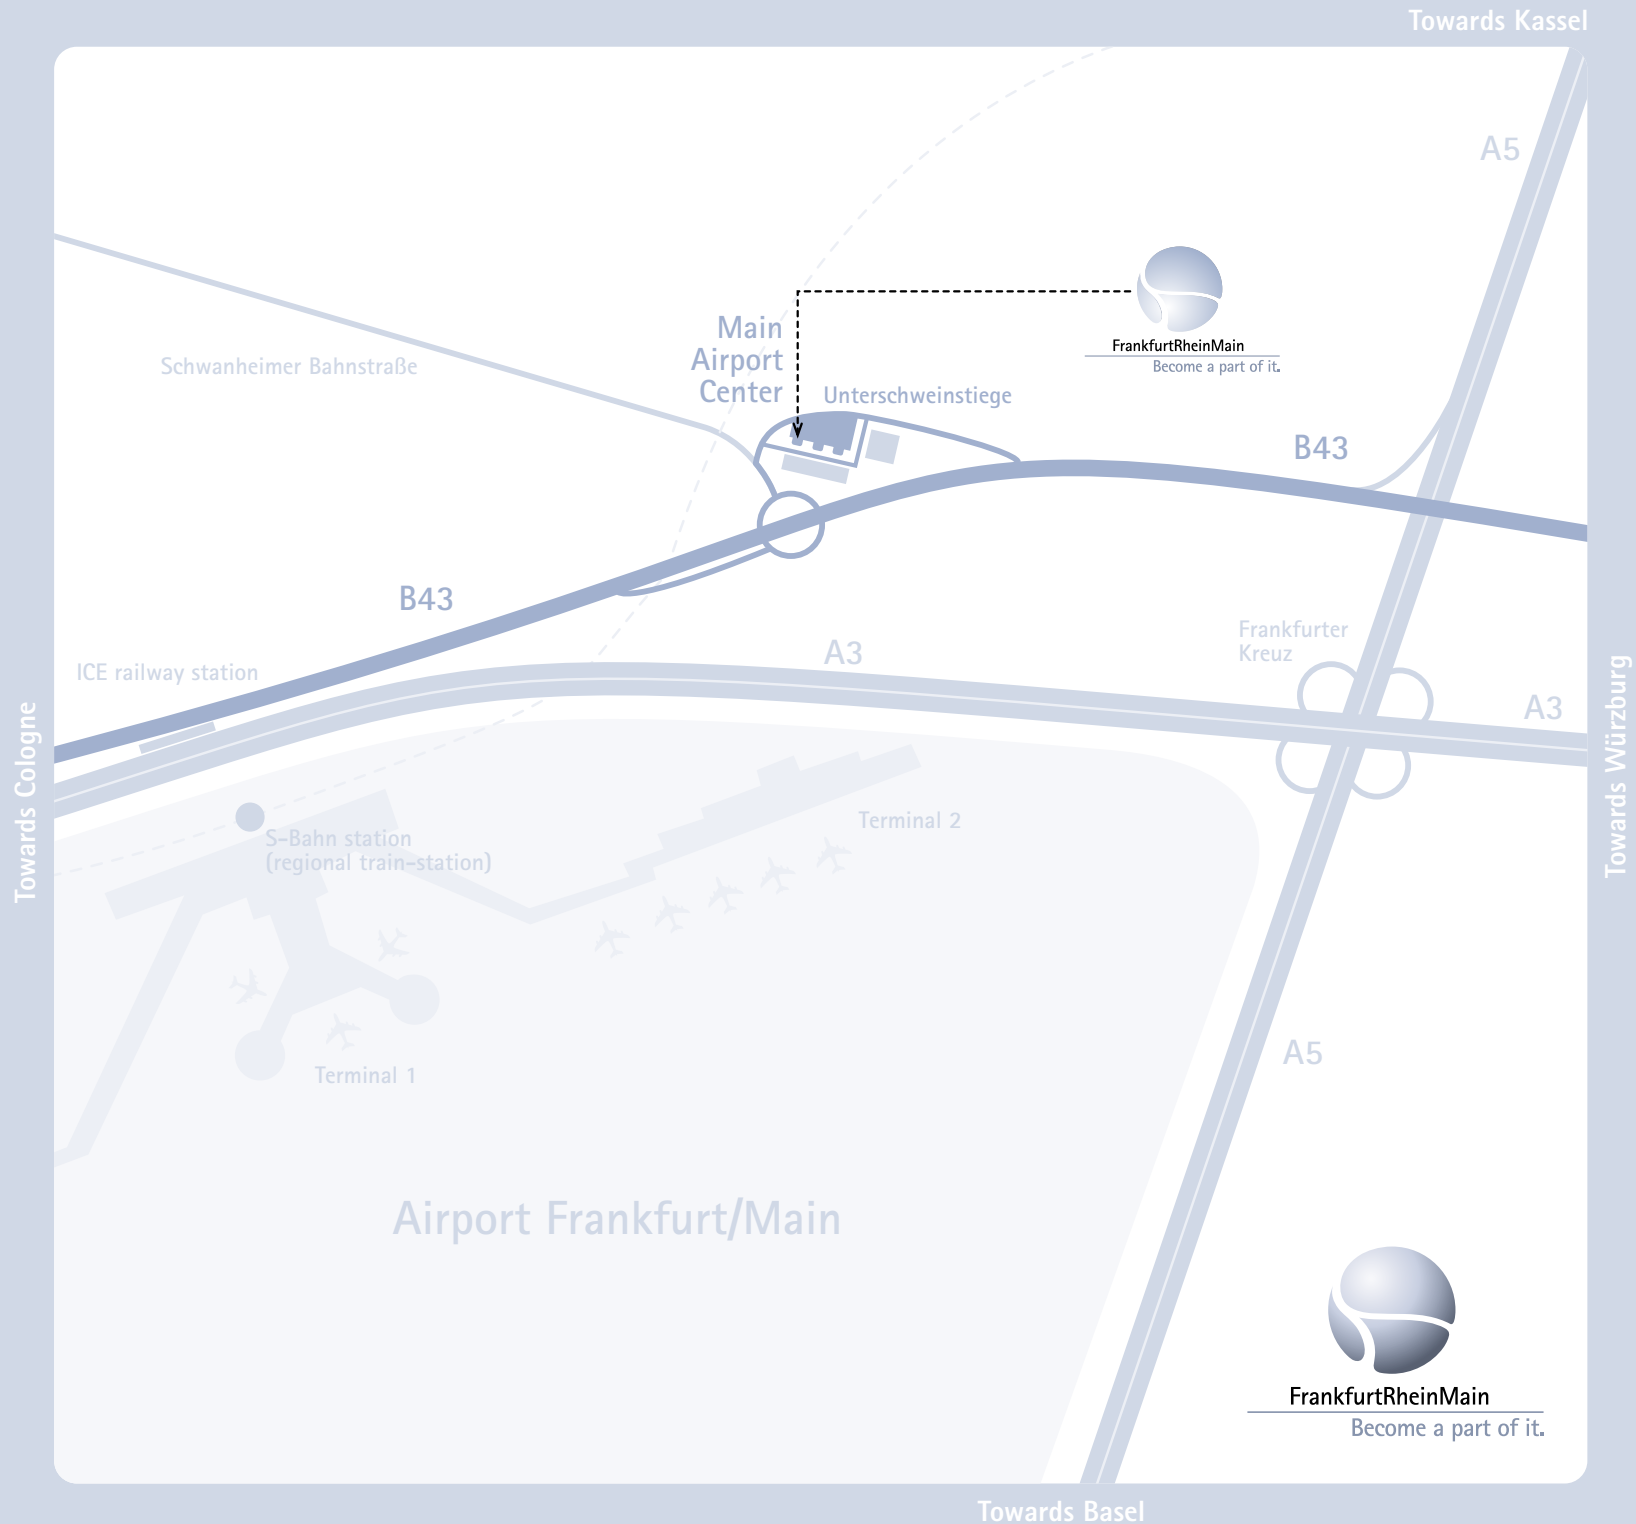 Towards Kassel
A5
Main
Airport
Center
FrankfurtRheinMain
Become a part of it.
Schwanheimer Bahnstraße
Unterschweinstiege
B43
B43
Frankfurter
Kreuz
A3
ICE railway station
A3
Towards Cologne
Towards Würzburg
S-Bahn station
(regional train-station)
Terminal 2
Terminal 1
A5
Airport Frankfurt/Main
FrankfurtRheinMain
Become a part of it.
Towards Basel